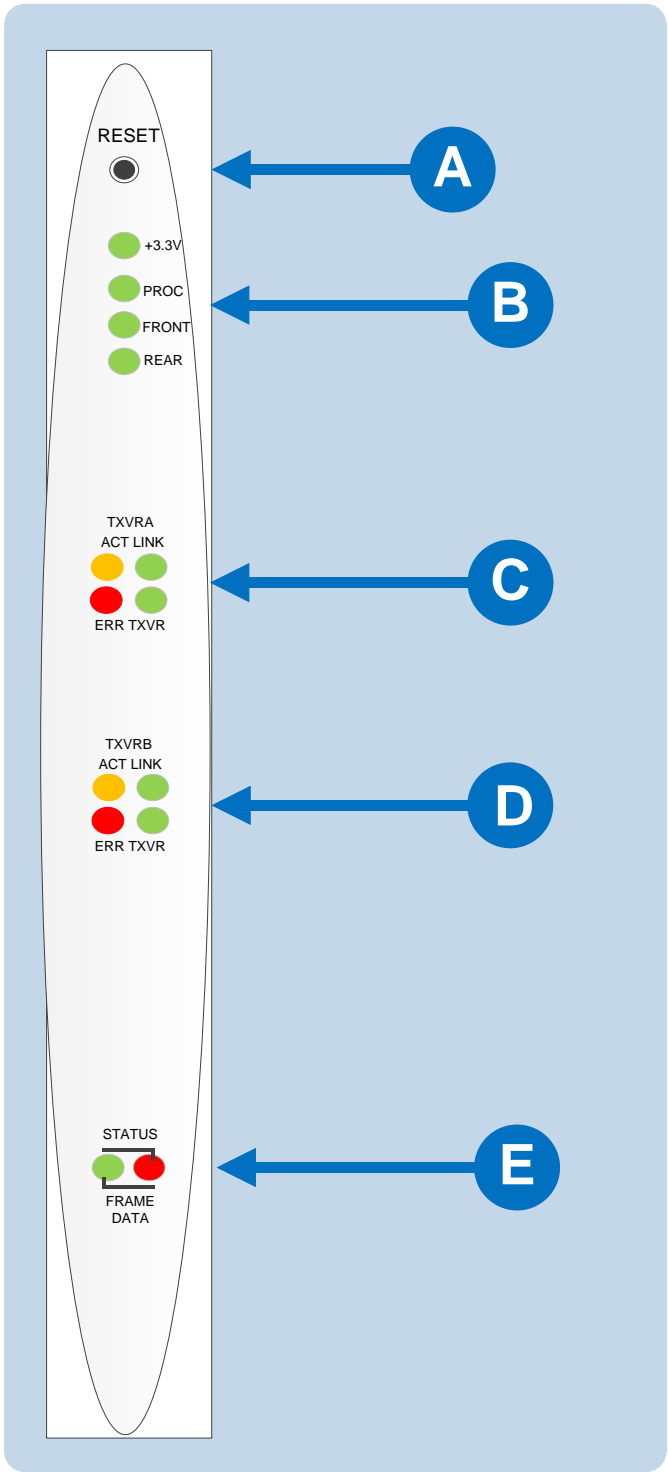 RESET
A
+3.3V
PROC
B
FRONT
REAR
TXVRA
ACT LINK
C
ERR TXVR
TXVRB
ACT LINK
D
ERR TXVR
STATUS
E
FRAME
DATA